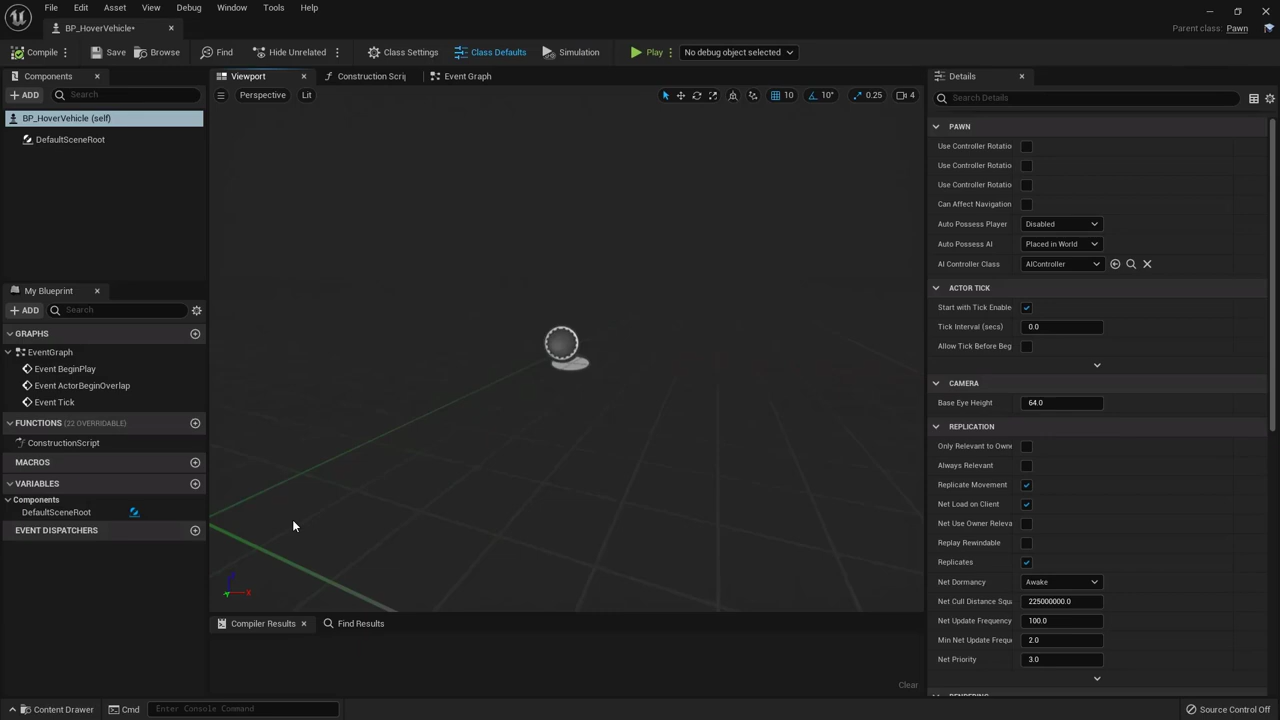 File Edit Asset View Debug Window Tools Help
BP_HoverVehicle*
Parent class: Pawn
Compile Save Browse Find Hide Unrelated Class Settings Class Defaults Simulation Play No debug object selected
Components
ADD Search
BP_HoverVehicle (self)
DefaultSceneRoot
My Blueprint
ADD Search
GRAPHS
EventGraph
Event BeginPlay
Event ActorBeginOverlap
Event Tick
FUNCTIONS (22 OVERRIDABLE)
ConstructionScript
MACROS
VARIABLES
Components
DefaultSceneRoot
EVENT DISPATCHERS
Viewport Construction Scrip Event Graph
Perspective Lit 10 10° 0.25 4
X
Compiler Results Find Results
Clear
Details
Search Details
PAWN
Use Controller Rotatio
Use Controller Rotatio
Use Controller Rotatio
Can Affect Navigation
Auto Possess Player Disabled
Auto Possess AI Placed in World
AI Controller Class AIController
ACTOR TICK
Start with Tick Enable
Tick Interval (secs) 0.0
Allow Tick Before Beg
CAMERA
Base Eye Height 64.0
REPLICATION
Only Relevant to Owne
Always Relevant
Replicate Movement
Net Load on Client
Net Use Owner Releva
Replay Rewindable
Replicates
Net Dormancy Awake
Net Cull Distance Squ 225000000.0
Net Update Frequency 100.0
Min Net Update Frequ 2.0
Net Priority 3.0
RENDERING
Content Drawer Cmd Enter Console Command Source Control Off